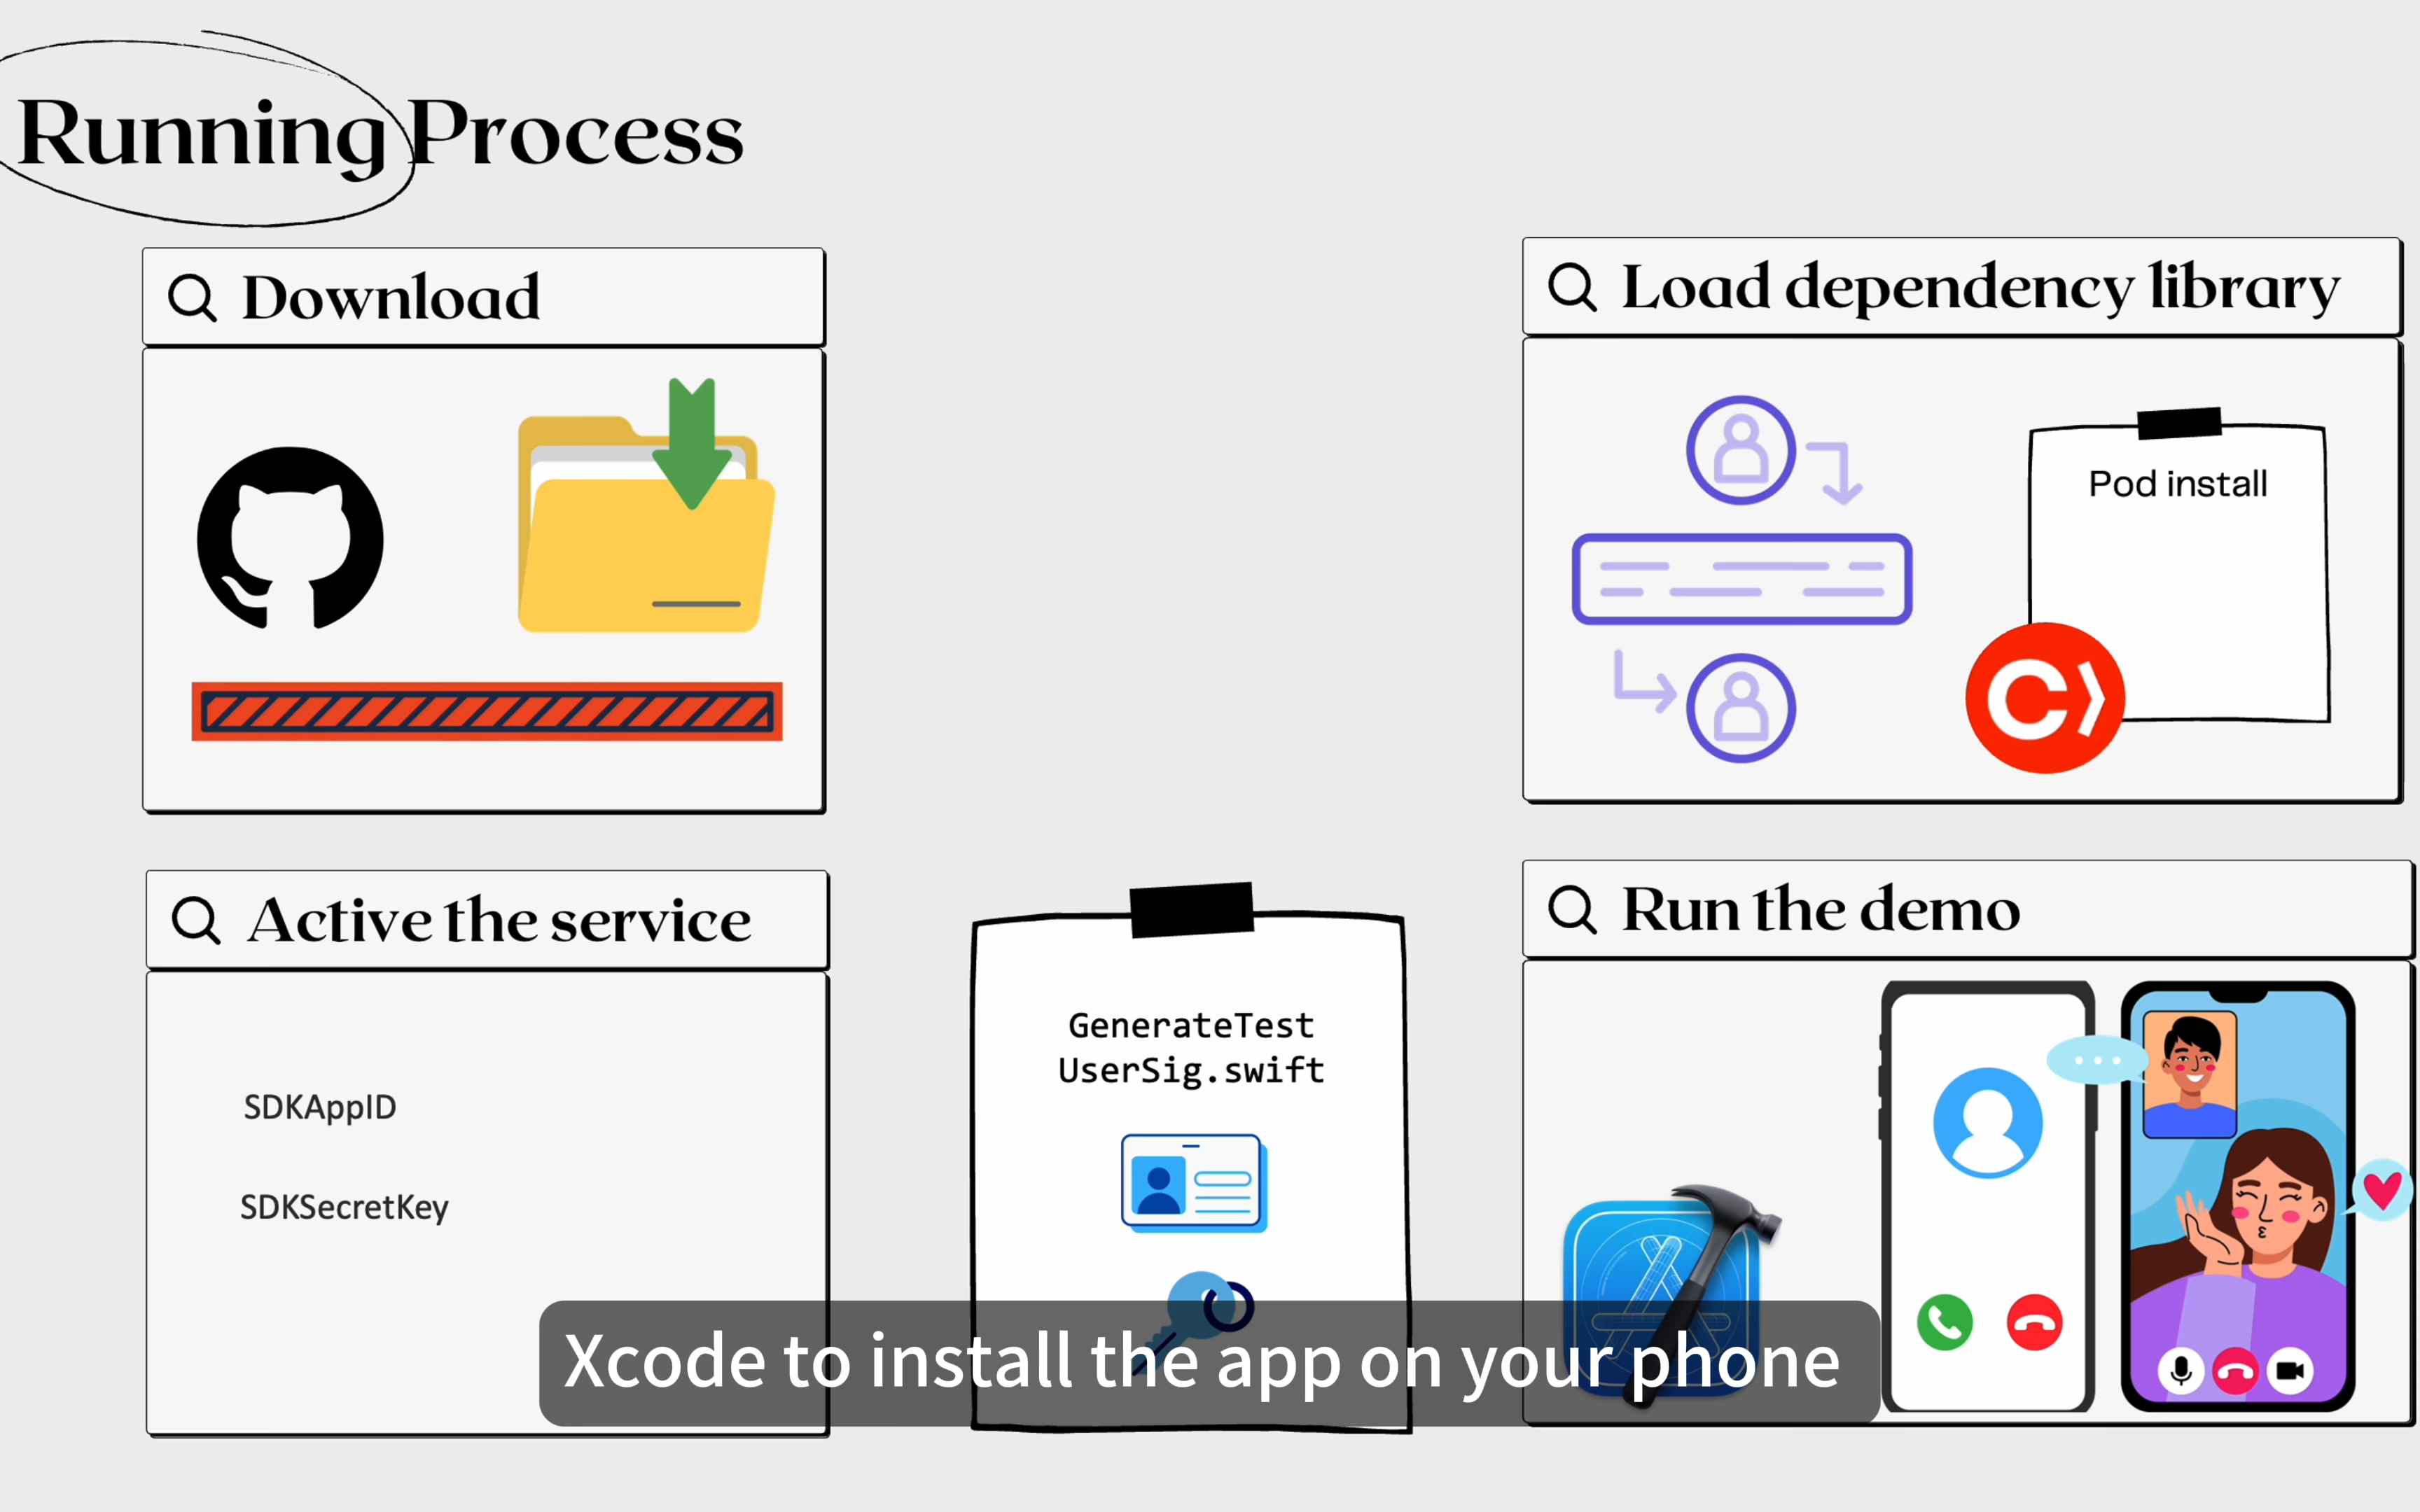 Running Process
Download
Load dependency library
Pod install
Active the service
SDKAppID
SDKSecretKey
GenerateTest
UserSig.swift
Run the demo
Xcode to install the app on your phone